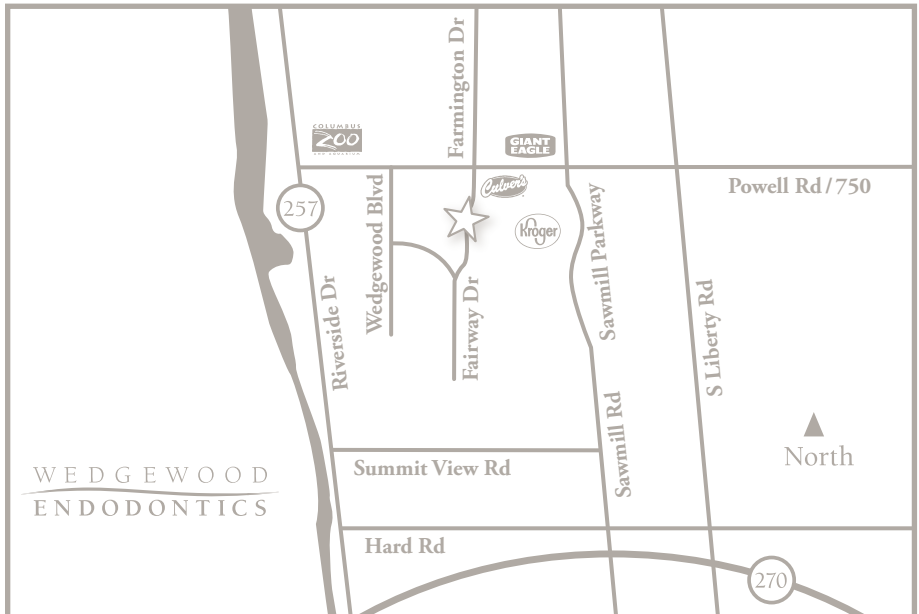 Farmington Dr
COLUMBUS
ZOO
AND AQUARIUM
GIANT
EAGLE
Powell Rd/750
Culver's
257
Wedgewood Blvd
Kroger
Sawmill Parkway
Riverside Dr
Fairway Dr
S Liberty Rd
Sawmill Rd
North
Summit View Rd
WEDGEWOOD
ENDODONTICS
Hard Rd
270